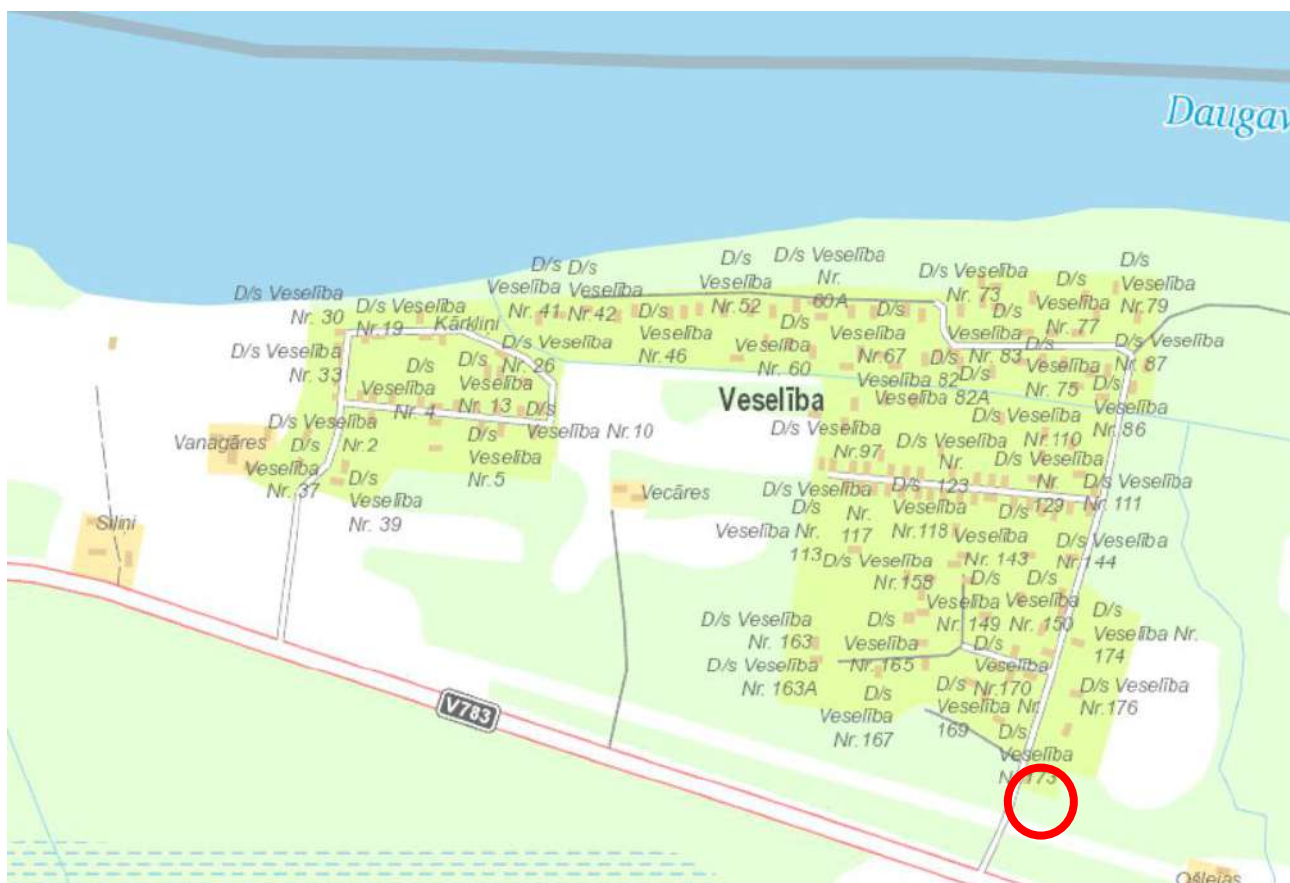 Daugav
D/s Veselība
Nr. 30
D/s Veselība
Nr.19
Kārkliņi
D/s
Veselība
Nr. 41
D/s
Veselība
Nr. 42
D/s
Veselība
Nr.46
D/s
Veselība
Nr.52
D/s Veselība
Nr.
60A
D/s
Veselība
Nr. 60
D/s
Veselība
Nr.67
D/s Veselība
Nr. 73
D/s
Veselība
Nr. 77
D/s
Veselība
Nr.79
D/s
Veselība
Nr. 83
D/s
Nr. 75
D/s Veselība
Nr. 87
D/s Veselība
Nr. 33
D/s Veselība
Nr. 26
D/s
Veselība
Nr. 4
D/s
Veselība
Nr. 13
D/s
Veselība Nr.10
Veselība 82
D/s
Veselība 82A
D/s
Veselība
Nr. 86
Veselība
Vanagāres
D/s Veselība
Nr.2
D/s
Veselība
Nr. 37
D/s
Veselība
Nr. 39
D/s
Veselība
Nr.5
D/s Veselība
Nr.97
D/s Veselība
Nr.
123
D/s
Nr.110
D/s Veselība
Nr.
129
D/s Veselība
Nr. 111
Siliņi
Vecāres
D/s Veselība
Nr.
117
D/s
Veselība
Nr.118
D/s
Veselība Nr.
113
D/s Veselība
Nr.158
Veselība
Nr. 143
D/s Veselība
Nr.144
D/s
Veselība
Nr. 149
D/s
Veselība
Nr. 150
D/s
Veselība Nr.
174
D/s Veselība
Nr. 163
D/s
Veselība
Nr. 165
D/s Veselība
Nr. 163A
D/s
Veselība
Nr.170
D/s Veselība
Nr.176
D/s
Veselība
Nr. 167
D/s
Veselība Nr.
169
D/s
Veselība
Nr.173
V783
Ošlejas